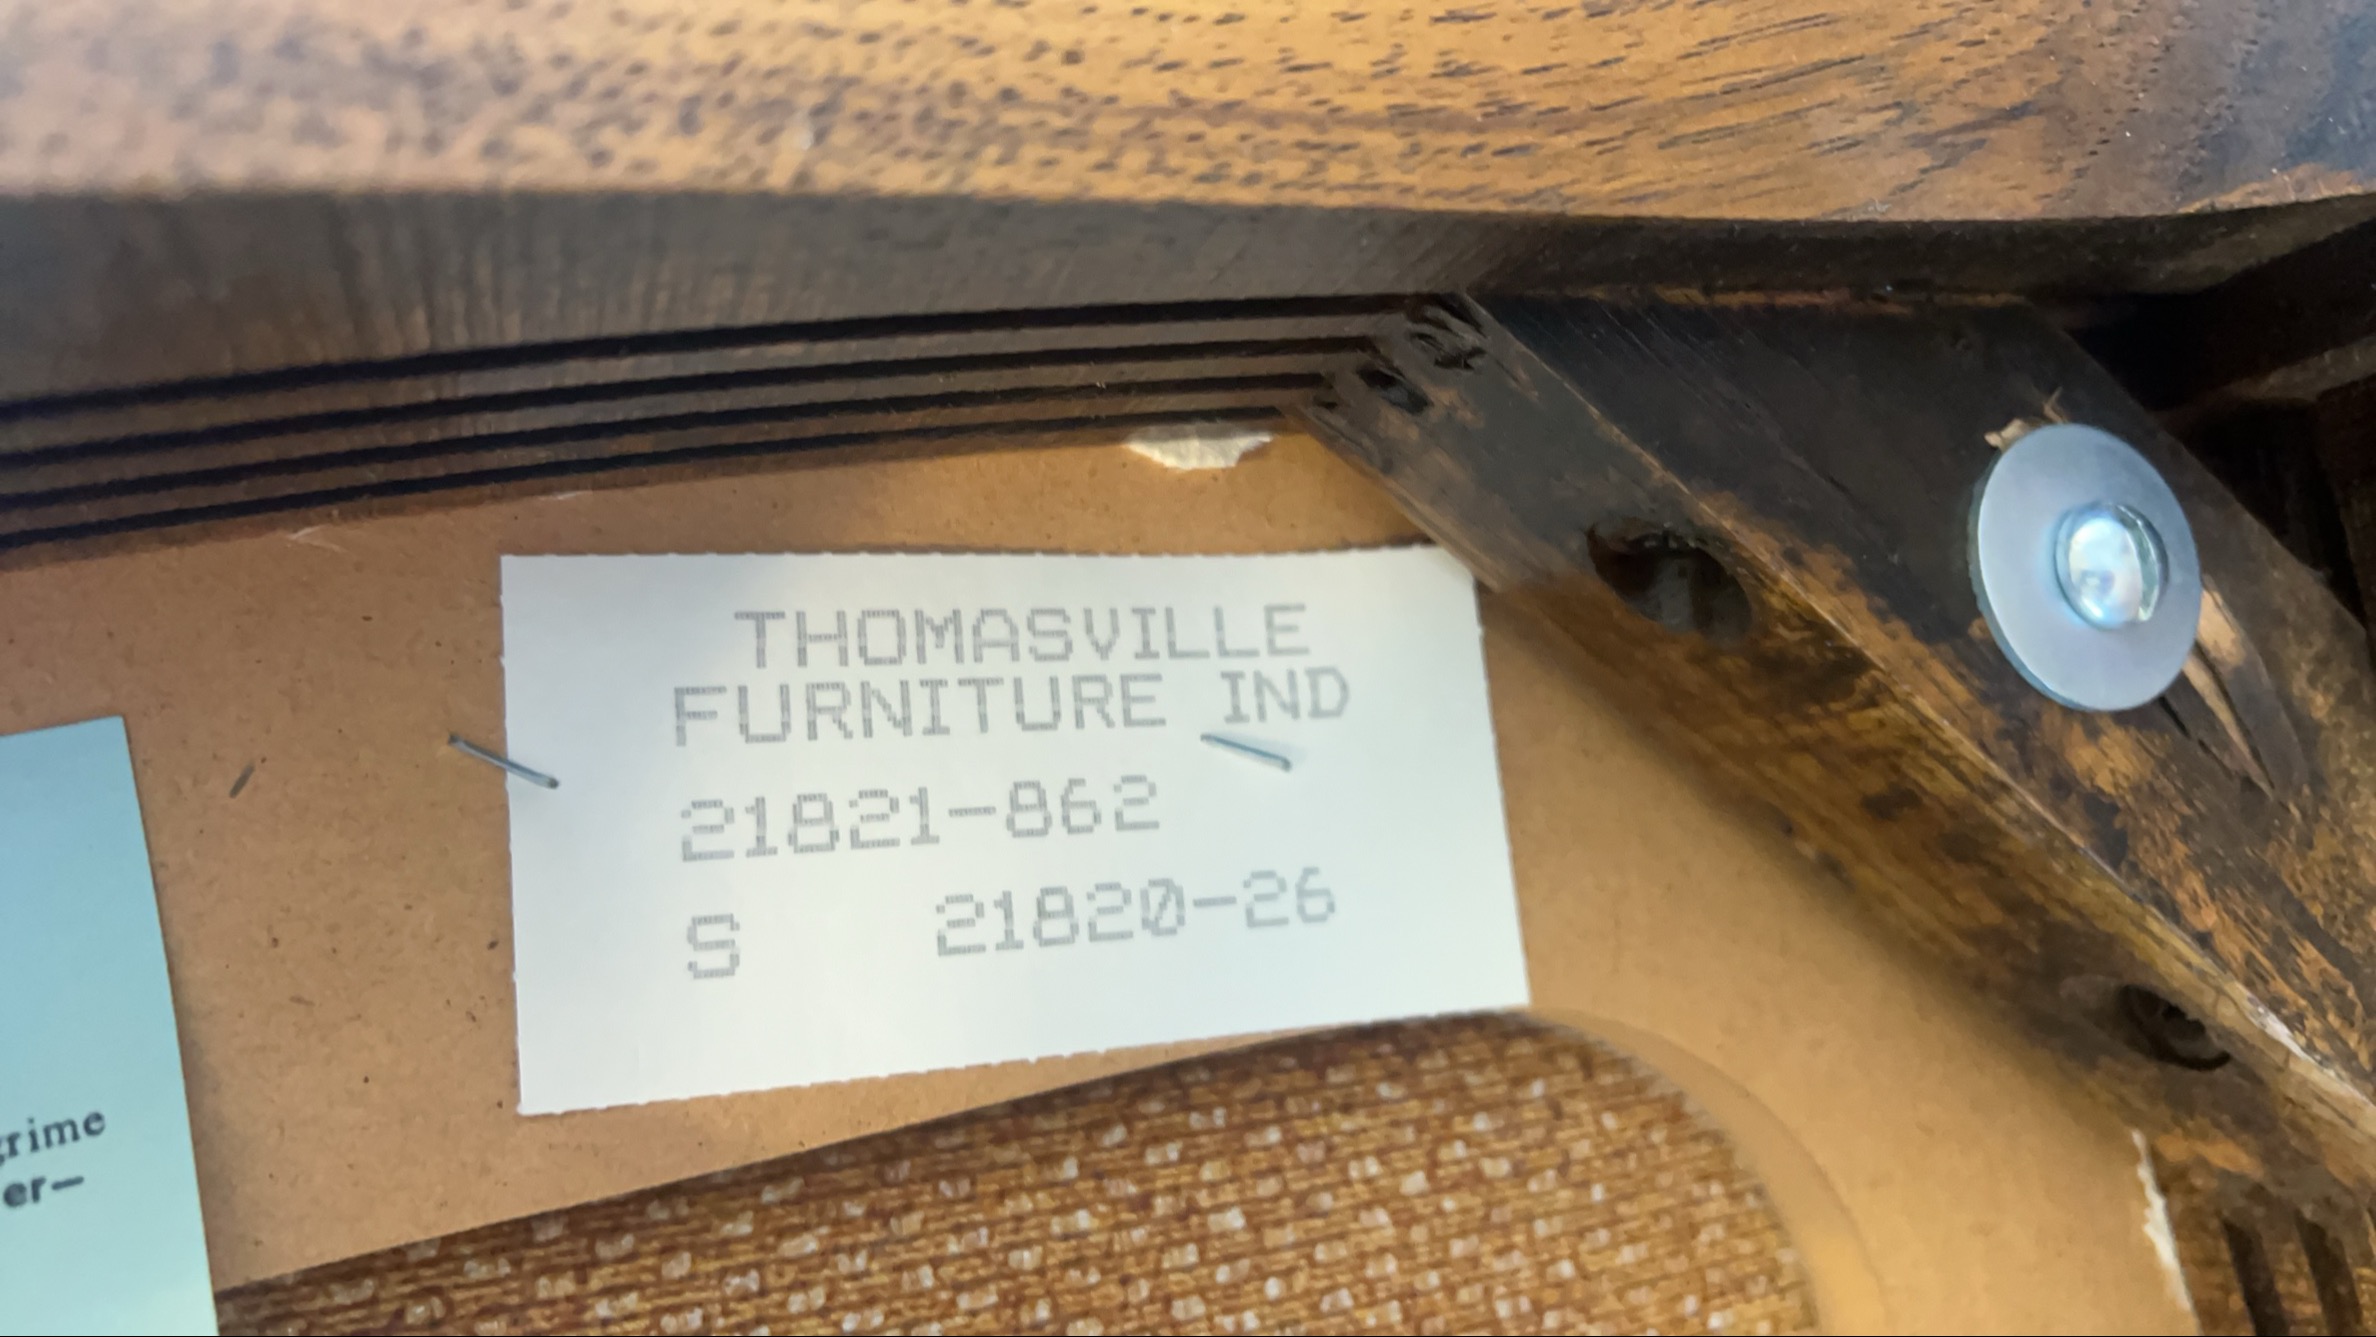 THOMASVILLE
FURNITURE IND
21821-862
S 21820-26
grime
er—